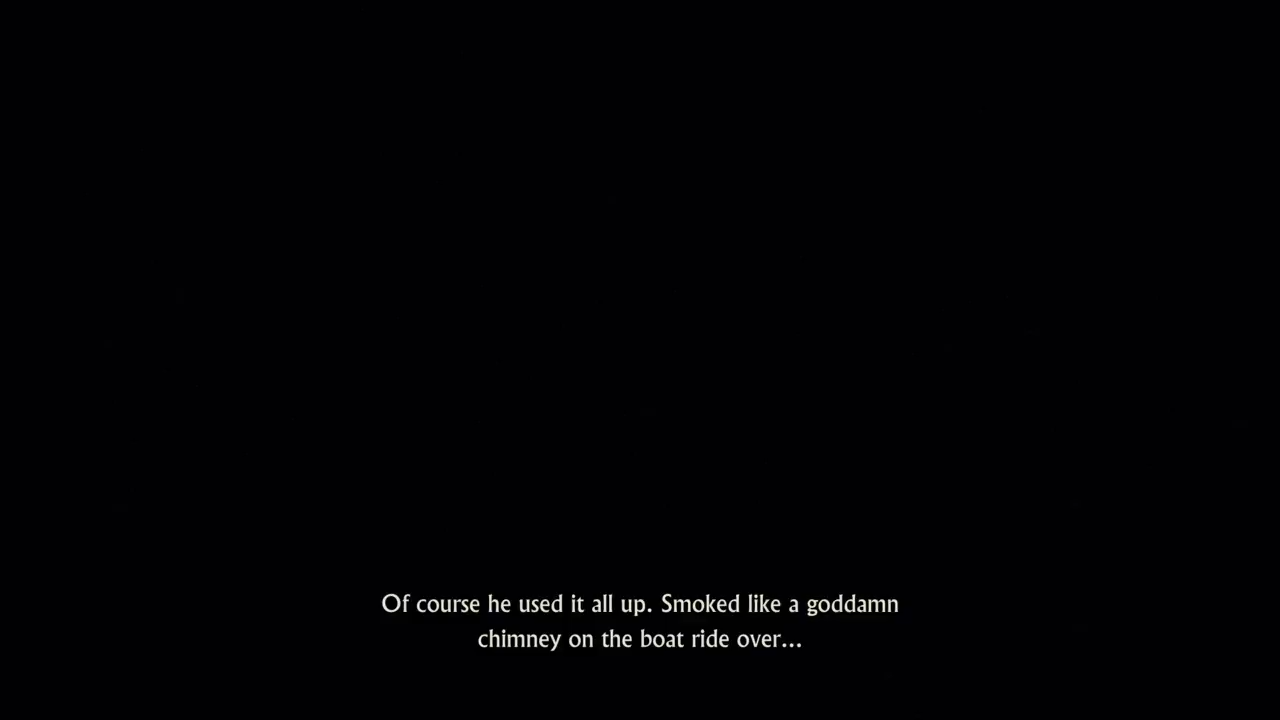 Of course he used it all up. Smoked like a goddamn
chimney on the boat ride over...